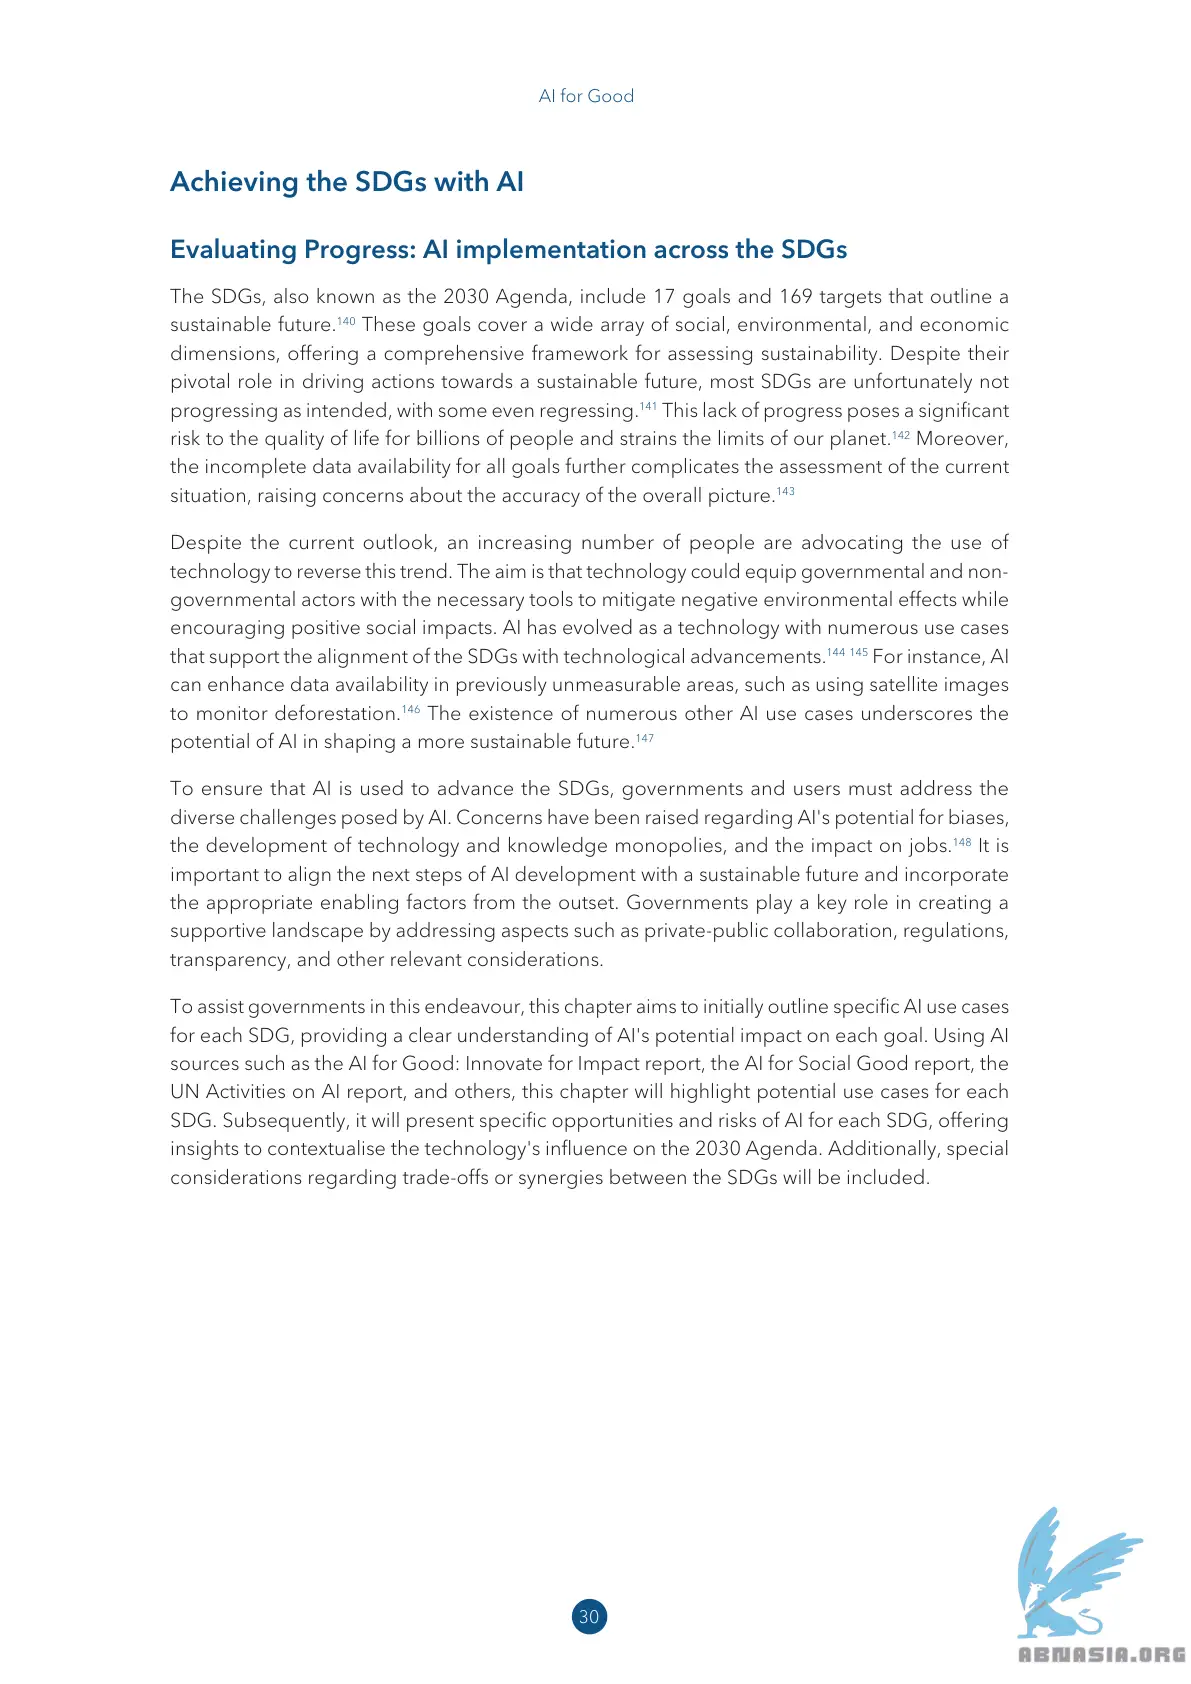 AI for Good
Achieving the SDGs with AI
Evaluating Progress: AI implementation across the SDGs
The SDGs, also known as the 2030 Agenda, include 17 goals and 169 targets that outline a
sustainable future.140 These goals cover a wide array of social, environmental, and economic
dimensions, offering a comprehensive framework for assessing sustainability. Despite their
pivotal role in driving actions towards a sustainable future, most SDGs are unfortunately not
progressing as intended, with some even regressing.141 This lack of progress poses a significant
risk to the quality of life for billions of people and strains the limits of our planet.142 Moreover,
the incomplete data availability for all goals further complicates the assessment of the current
situation, raising concerns about the accuracy of the overall picture.143
Despite the current outlook, an increasing number of people are advocating the use of
technology to reverse this trend. The aim is that technology could equip governmental and non-
governmental actors with the necessary tools to mitigate negative environmental effects while
encouraging positive social impacts. AI has evolved as a technology with numerous use cases
that support the alignment of the SDGs with technological advancements.144 145 For instance, AI
can enhance data availability in previously unmeasurable areas, such as using satellite images
to monitor deforestation.146 The existence of numerous other AI use cases underscores the
potential of AI in shaping a more sustainable future.147
To ensure that AI is used to advance the SDGs, governments and users must address the
diverse challenges posed by AI. Concerns have been raised regarding AI's potential for biases,
the development of technology and knowledge monopolies, and the impact on jobs.148 It is
important to align the next steps of AI development with a sustainable future and incorporate
the appropriate enabling factors from the outset. Governments play a key role in creating a
supportive landscape by addressing aspects such as private-public collaboration, regulations,
transparency, and other relevant considerations.
To assist governments in this endeavour, this chapter aims to initially outline specific AI use cases
for each SDG, providing a clear understanding of AI's potential impact on each goal. Using AI
sources such as the AI for Good: Innovate for Impact report, the AI for Social Good report, the
UN Activities on AI report, and others, this chapter will highlight potential use cases for each
SDG. Subsequently, it will present specific opportunities and risks of AI for each SDG, offering
insights to contextualise the technology's influence on the 2030 Agenda. Additionally, special
considerations regarding trade-offs or synergies between the SDGs will be included.
30
ABNASIA.ORG